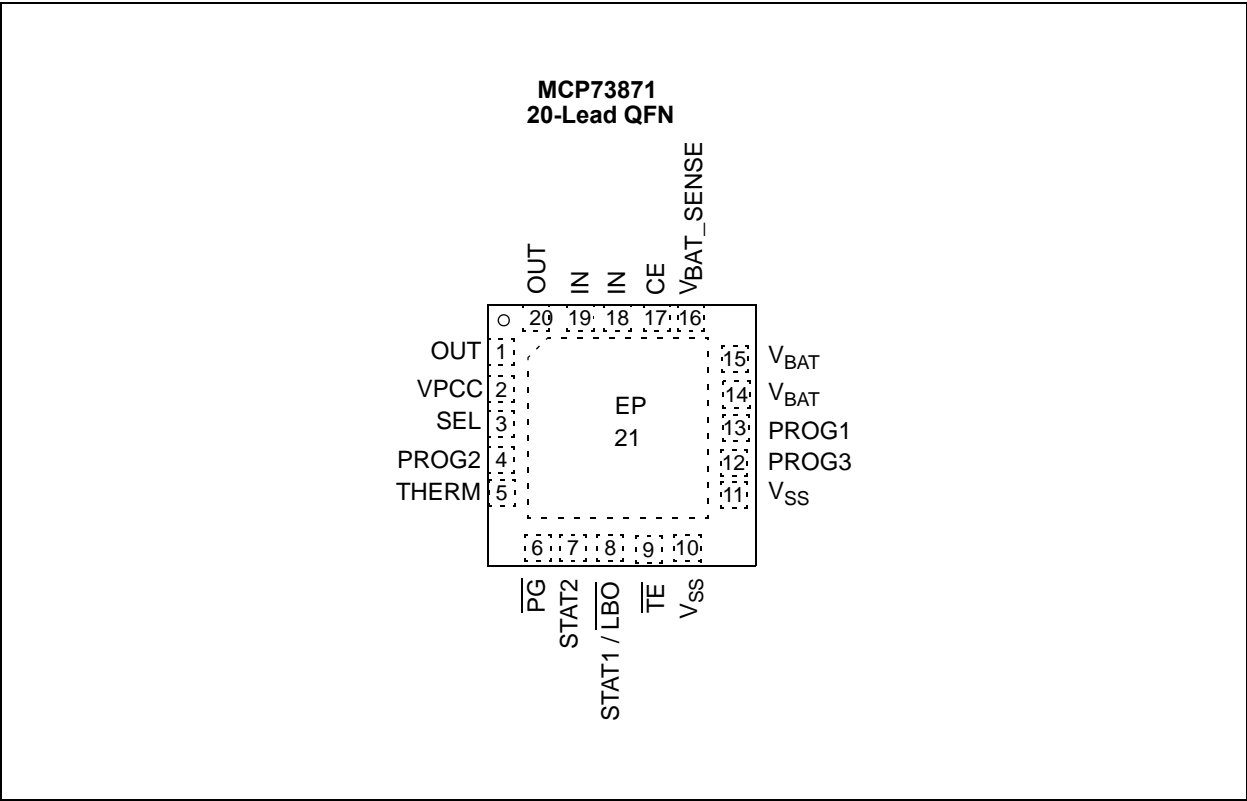 MCP73871
20-Lead QFN
OUT
IN
IN
CE
VBAT_SENSE
20
19
18
17
16
OUT 1
VPCC 2
SEL 3
PROG2 4
THERM 5
EP
21
15 VBAT
14 VBAT
13 PROG1
12 PROG3
11 VSS
6
7
8
9
10
PG
STAT2
STAT1 / LBO
TE
VSS